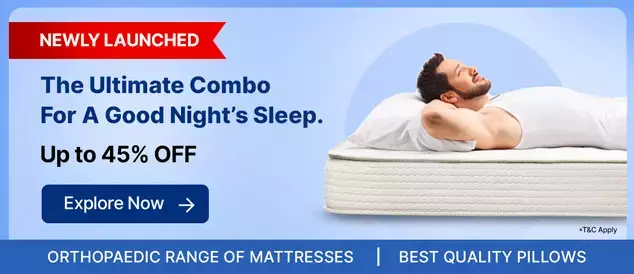 NEWLY LAUNCHED
The Ultimate Combo
For A Good Night's Sleep.
Up to 45% OFF
Explore Now →
*T&C Apply
ORTHOPAEDIC RANGE OF MATTRESSES | BEST QUALITY PILLOWS